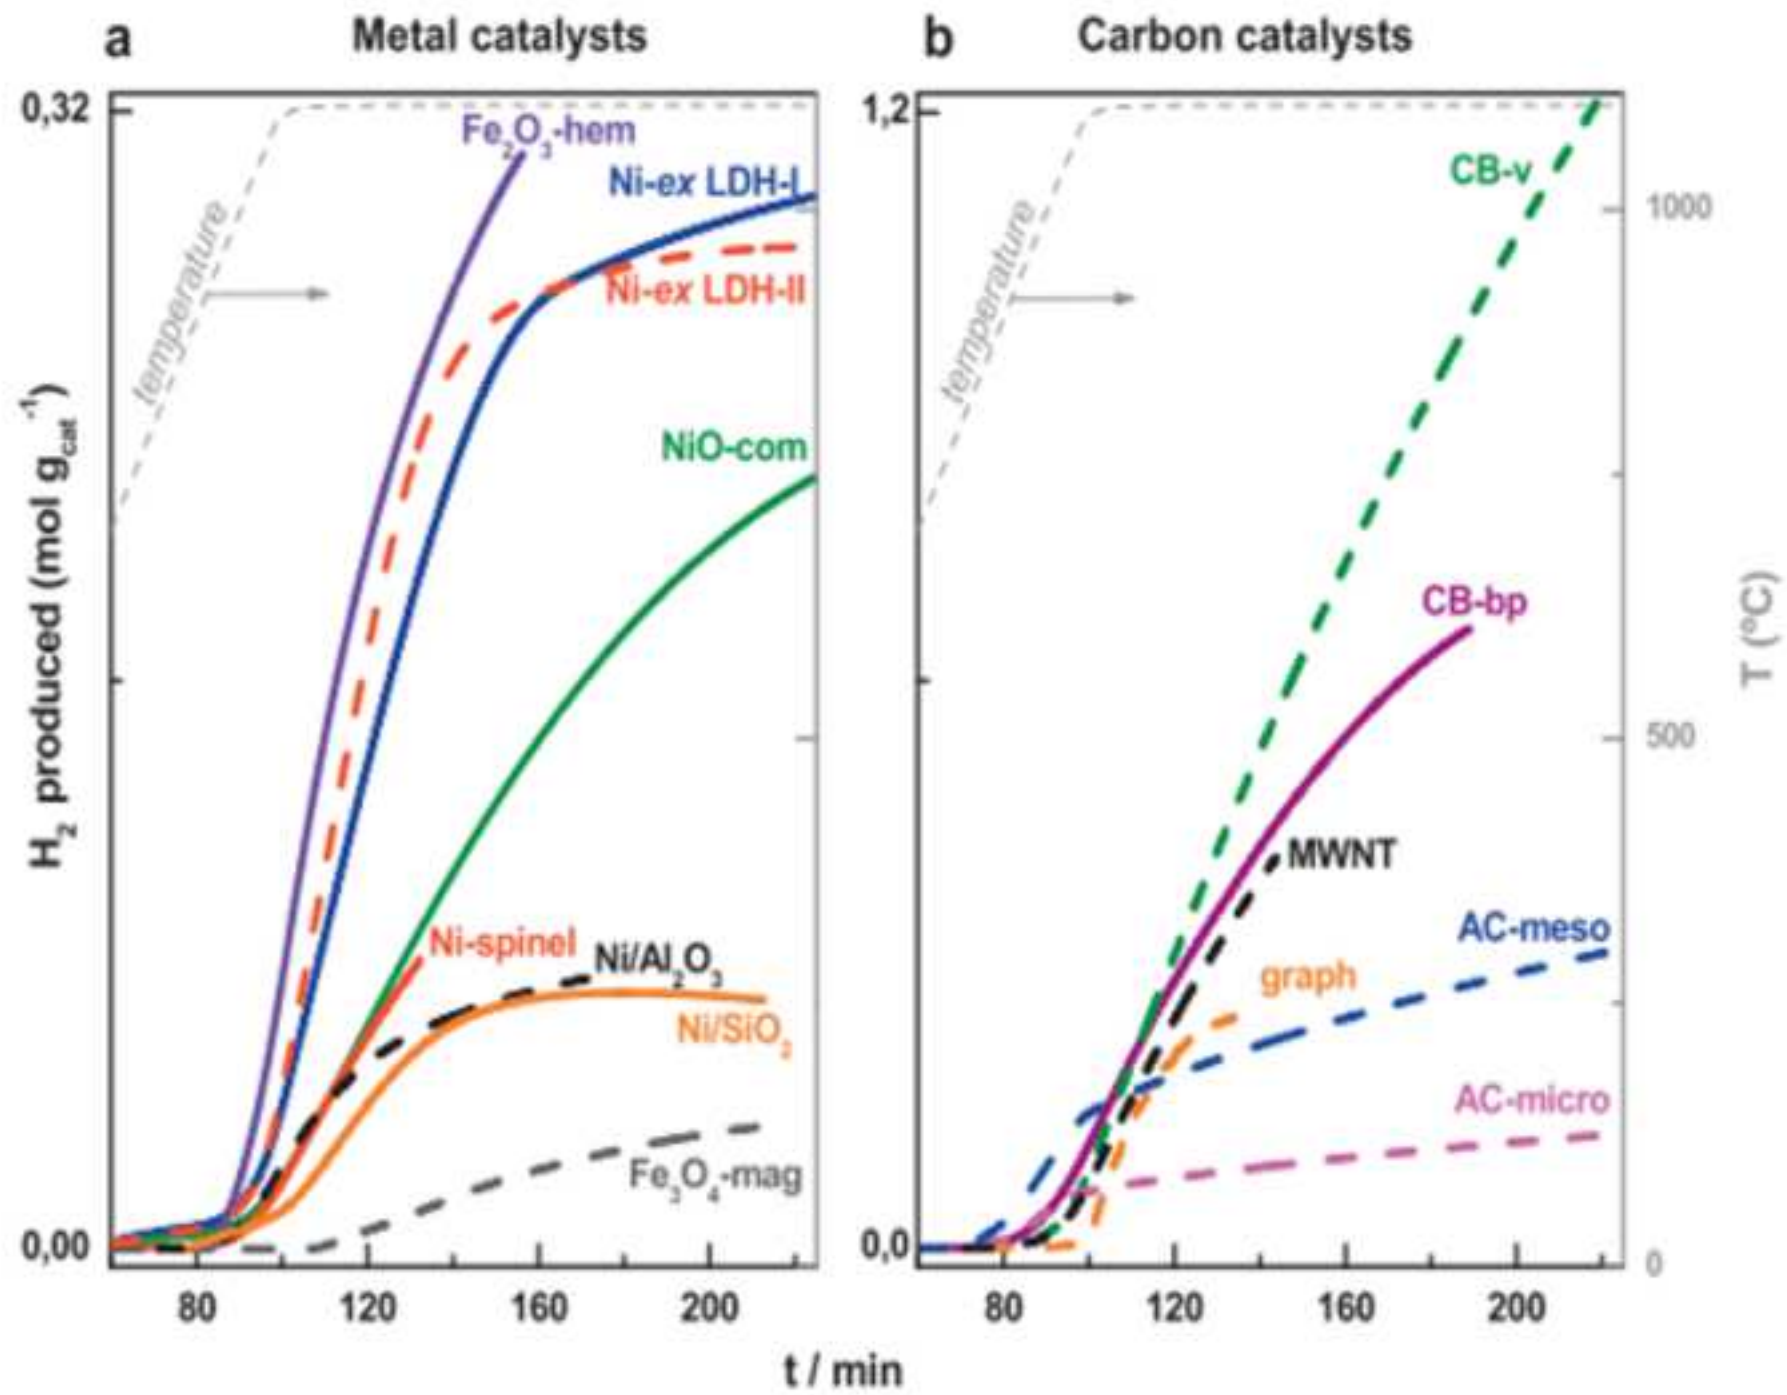 a Metal catalysts
b Carbon catalysts
0,32
1,2
Fe₂O₃-hem
Ni-ex LDH-I
CB-v
temperature
temperature
1000
Ni-ex LDH-II
NiO-com
CB-bp
H₂ produced (mol g_cat⁻¹)
T (ºC)
500
MWNT
Ni-spinel
Ni/Al₂O₃
AC-meso
graph
Ni/SiO₂
AC-micro
Fe₃O₄-mag
0,00
0,0
0
80 120 160 200
80 120 160 200
t / min